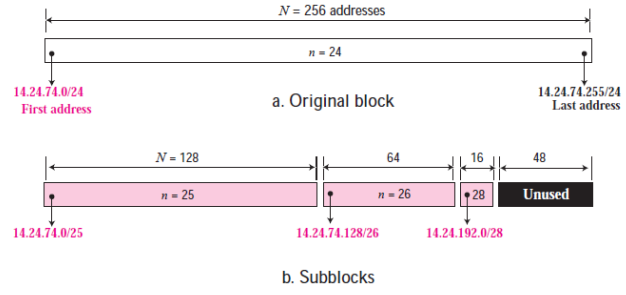 N = 256 addresses
n = 24
14.24.74.0/24
First address
14.24.74.255/24
Last address
a. Original block
N = 128
64
16
48
n = 25
n = 26
28
Unused
14.24.74.0/25
14.24.74.128/26
14.24.192.0/28
b. Subblocks